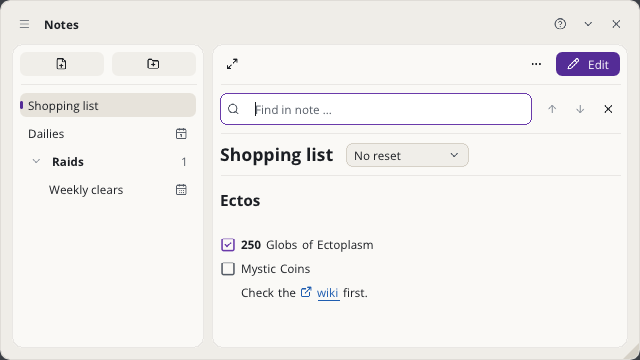 Notes
Edit
Shopping list
Dailies
Raids 1
Weekly clears
Find in note ...
Shopping list No reset
Ectos
250 Globs of Ectoplasm
Mystic Coins
Check the wiki first.